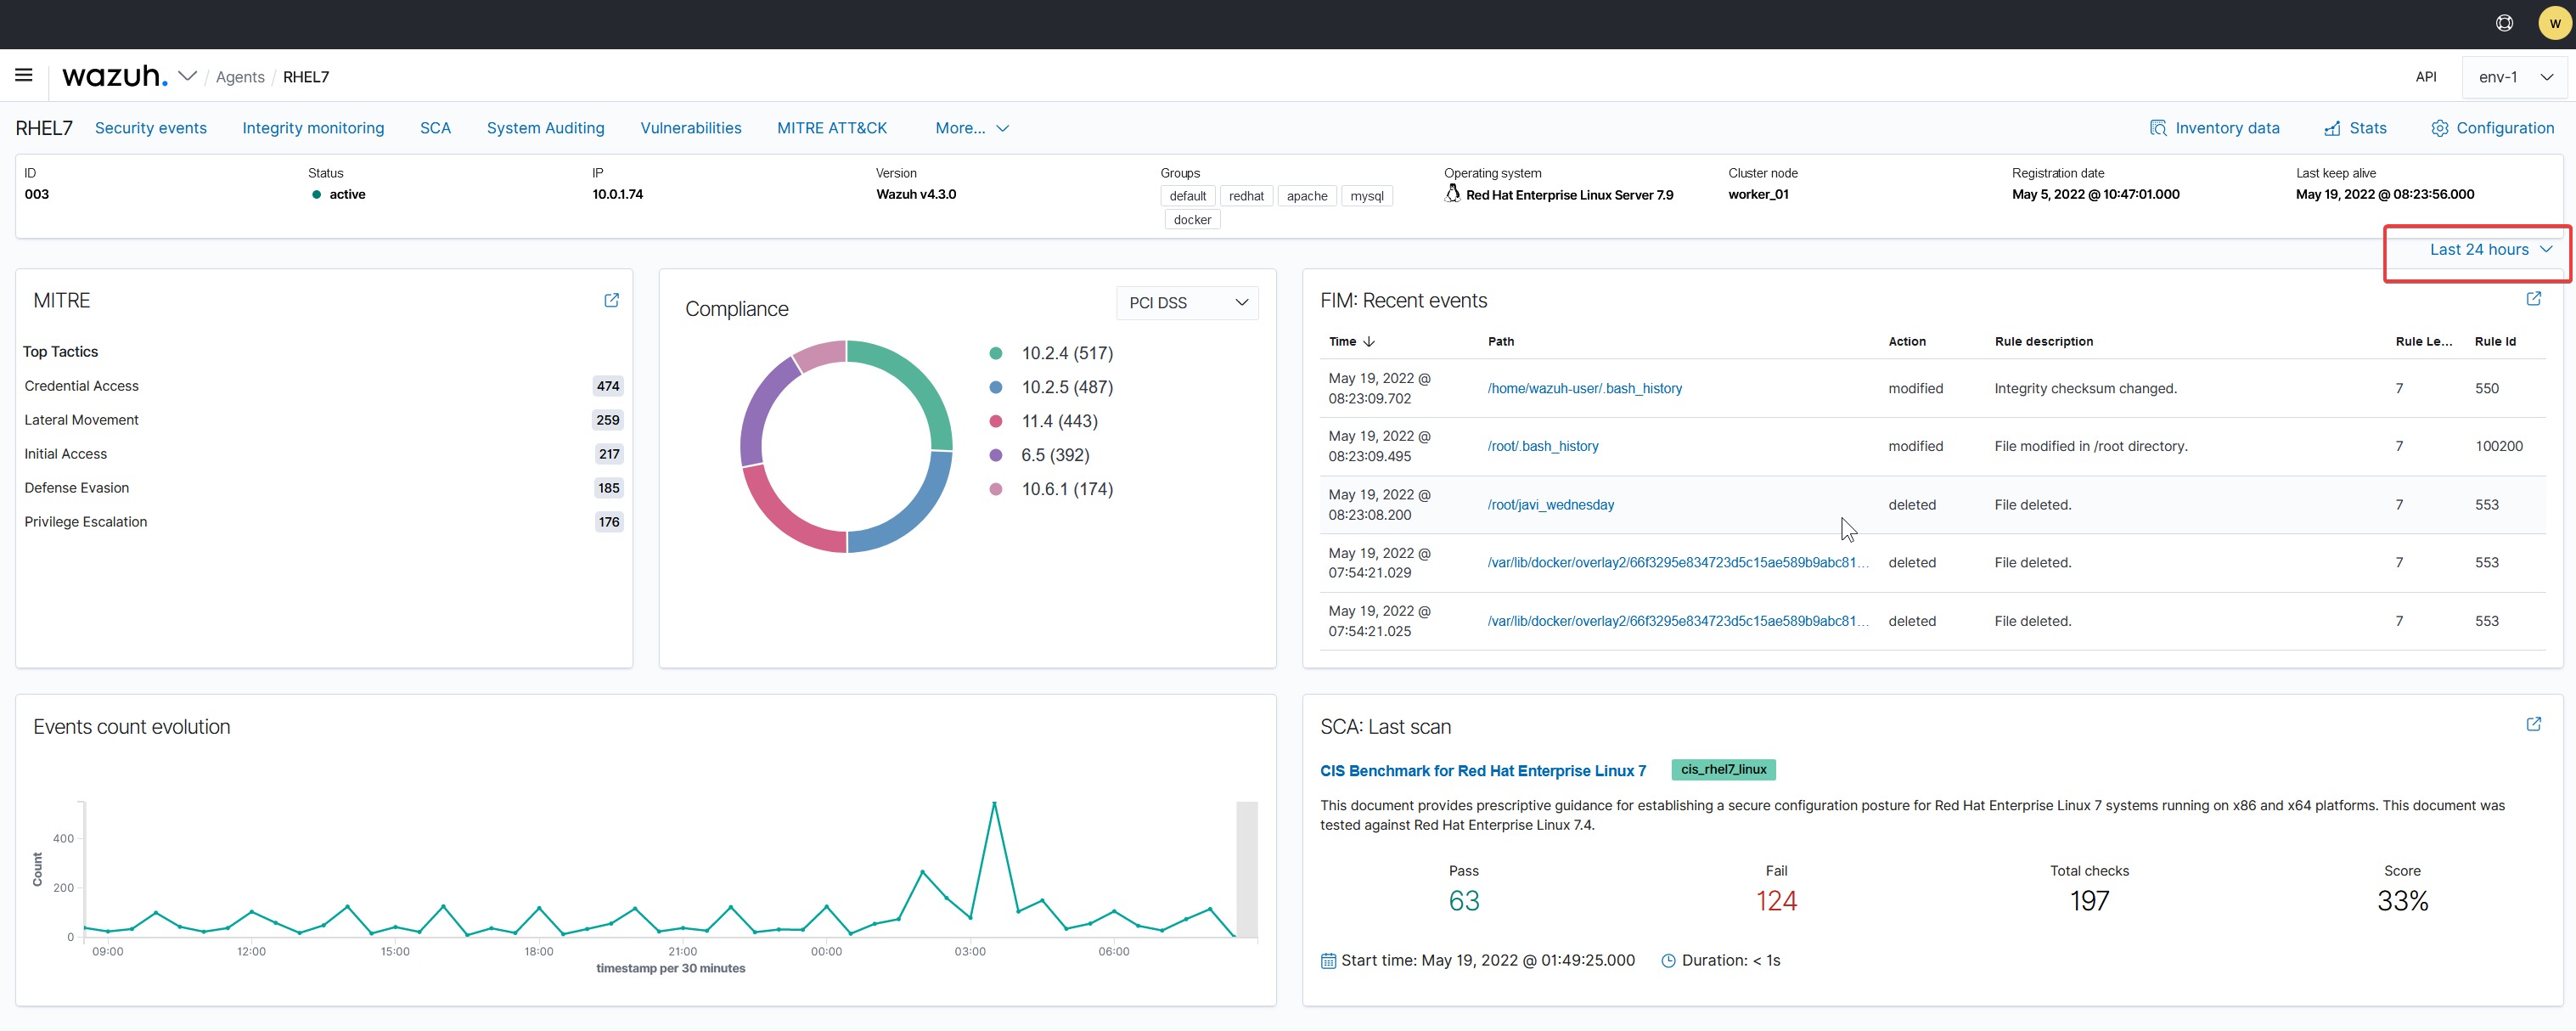 W
wazuh. / Agents / RHEL7
API env-1
RHEL7 Security events Integrity monitoring SCA System Auditing Vulnerabilities MITRE ATT&CK More... Inventory data Stats Configuration
ID Status IP Version Groups Operating system Cluster node Registration date Last keep alive
003 active 10.0.1.74 Wazuh v4.3.0 default redhat apache mysql Red Hat Enterprise Linux Server 7.9 worker_01 May 5, 2022 @ 10:47:01.000 May 19, 2022 @ 08:23:56.000
docker
Last 24 hours
MITRE
Top Tactics
Credential Access 474
Lateral Movement 259
Initial Access 217
Defense Evasion 185
Privilege Escalation 176
Compliance
PCI DSS
10.2.4 (517)
10.2.5 (487)
11.4 (443)
6.5 (392)
10.6.1 (174)
FIM: Recent events
Time Path Action Rule description Rule Le... Rule Id
May 19, 2022 @
08:23:09.702 /home/wazuh-user/.bash_history modified Integrity checksum changed. 7 550
May 19, 2022 @
08:23:09.495 /root/.bash_history modified File modified in /root directory. 7 100200
May 19, 2022 @
08:23:08.200 /root/javi_wednesday deleted File deleted. 7 553
May 19, 2022 @
07:54:21.029 /var/lib/docker/overlay2/66f3295e834723d5c15ae589b9abc81... deleted File deleted. 7 553
May 19, 2022 @
07:54:21.025 /var/lib/docker/overlay2/66f3295e834723d5c15ae589b9abc81... deleted File deleted. 7 553
Events count evolution
Count
400
200
0
09:00 12:00 15:00 18:00 21:00 00:00 03:00 06:00
timestamp per 30 minutes
SCA: Last scan
CIS Benchmark for Red Hat Enterprise Linux 7 cis_rhel7_linux
This document provides prescriptive guidance for establishing a secure configuration posture for Red Hat Enterprise Linux 7 systems running on x86 and x64 platforms. This document was
tested against Red Hat Enterprise Linux 7.4.
Pass Fail Total checks Score
63 124 197 33%
Start time: May 19, 2022 @ 01:49:25.000 Duration: < 1s